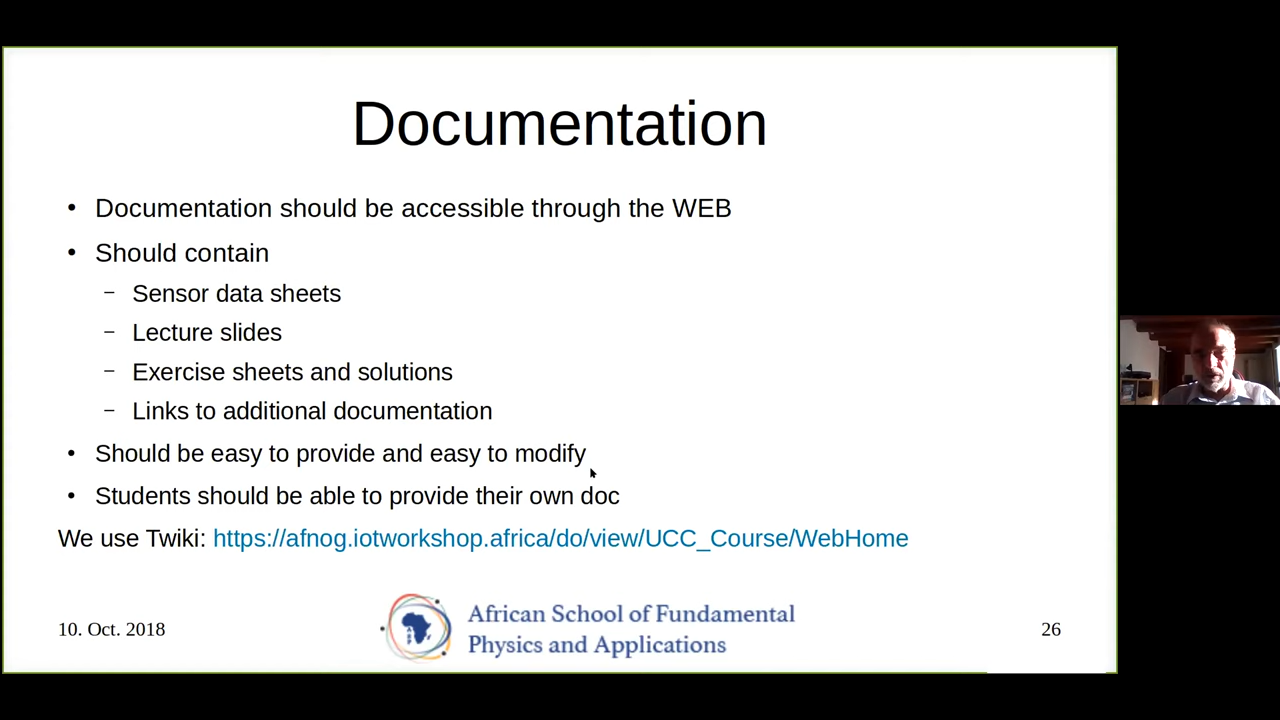 Documentation
• Documentation should be accessible through the WEB
• Should contain
– Sensor data sheets
– Lecture slides
– Exercise sheets and solutions
– Links to additional documentation
• Should be easy to provide and easy to modify
• Students should be able to provide their own doc
We use Twiki: https://afnog.iotworkshop.africa/do/view/UCC_Course/WebHome
10. Oct. 2018
African School of Fundamental
Physics and Applications
26